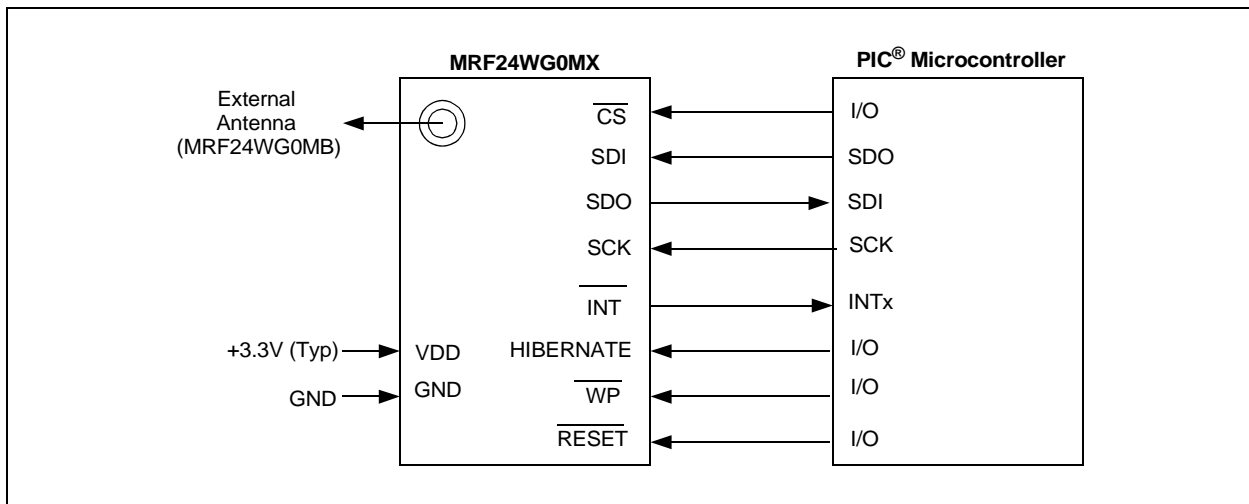 MRF24WG0MX
PIC® Microcontroller
External
Antenna
(MRF24WG0MB)
CS
I/O
SDI
SDO
SDO
SDI
SCK
SCK
INT
INTx
+3.3V (Typ)
VDD
HIBERNATE
I/O
GND
GND
WP
I/O
RESET
I/O